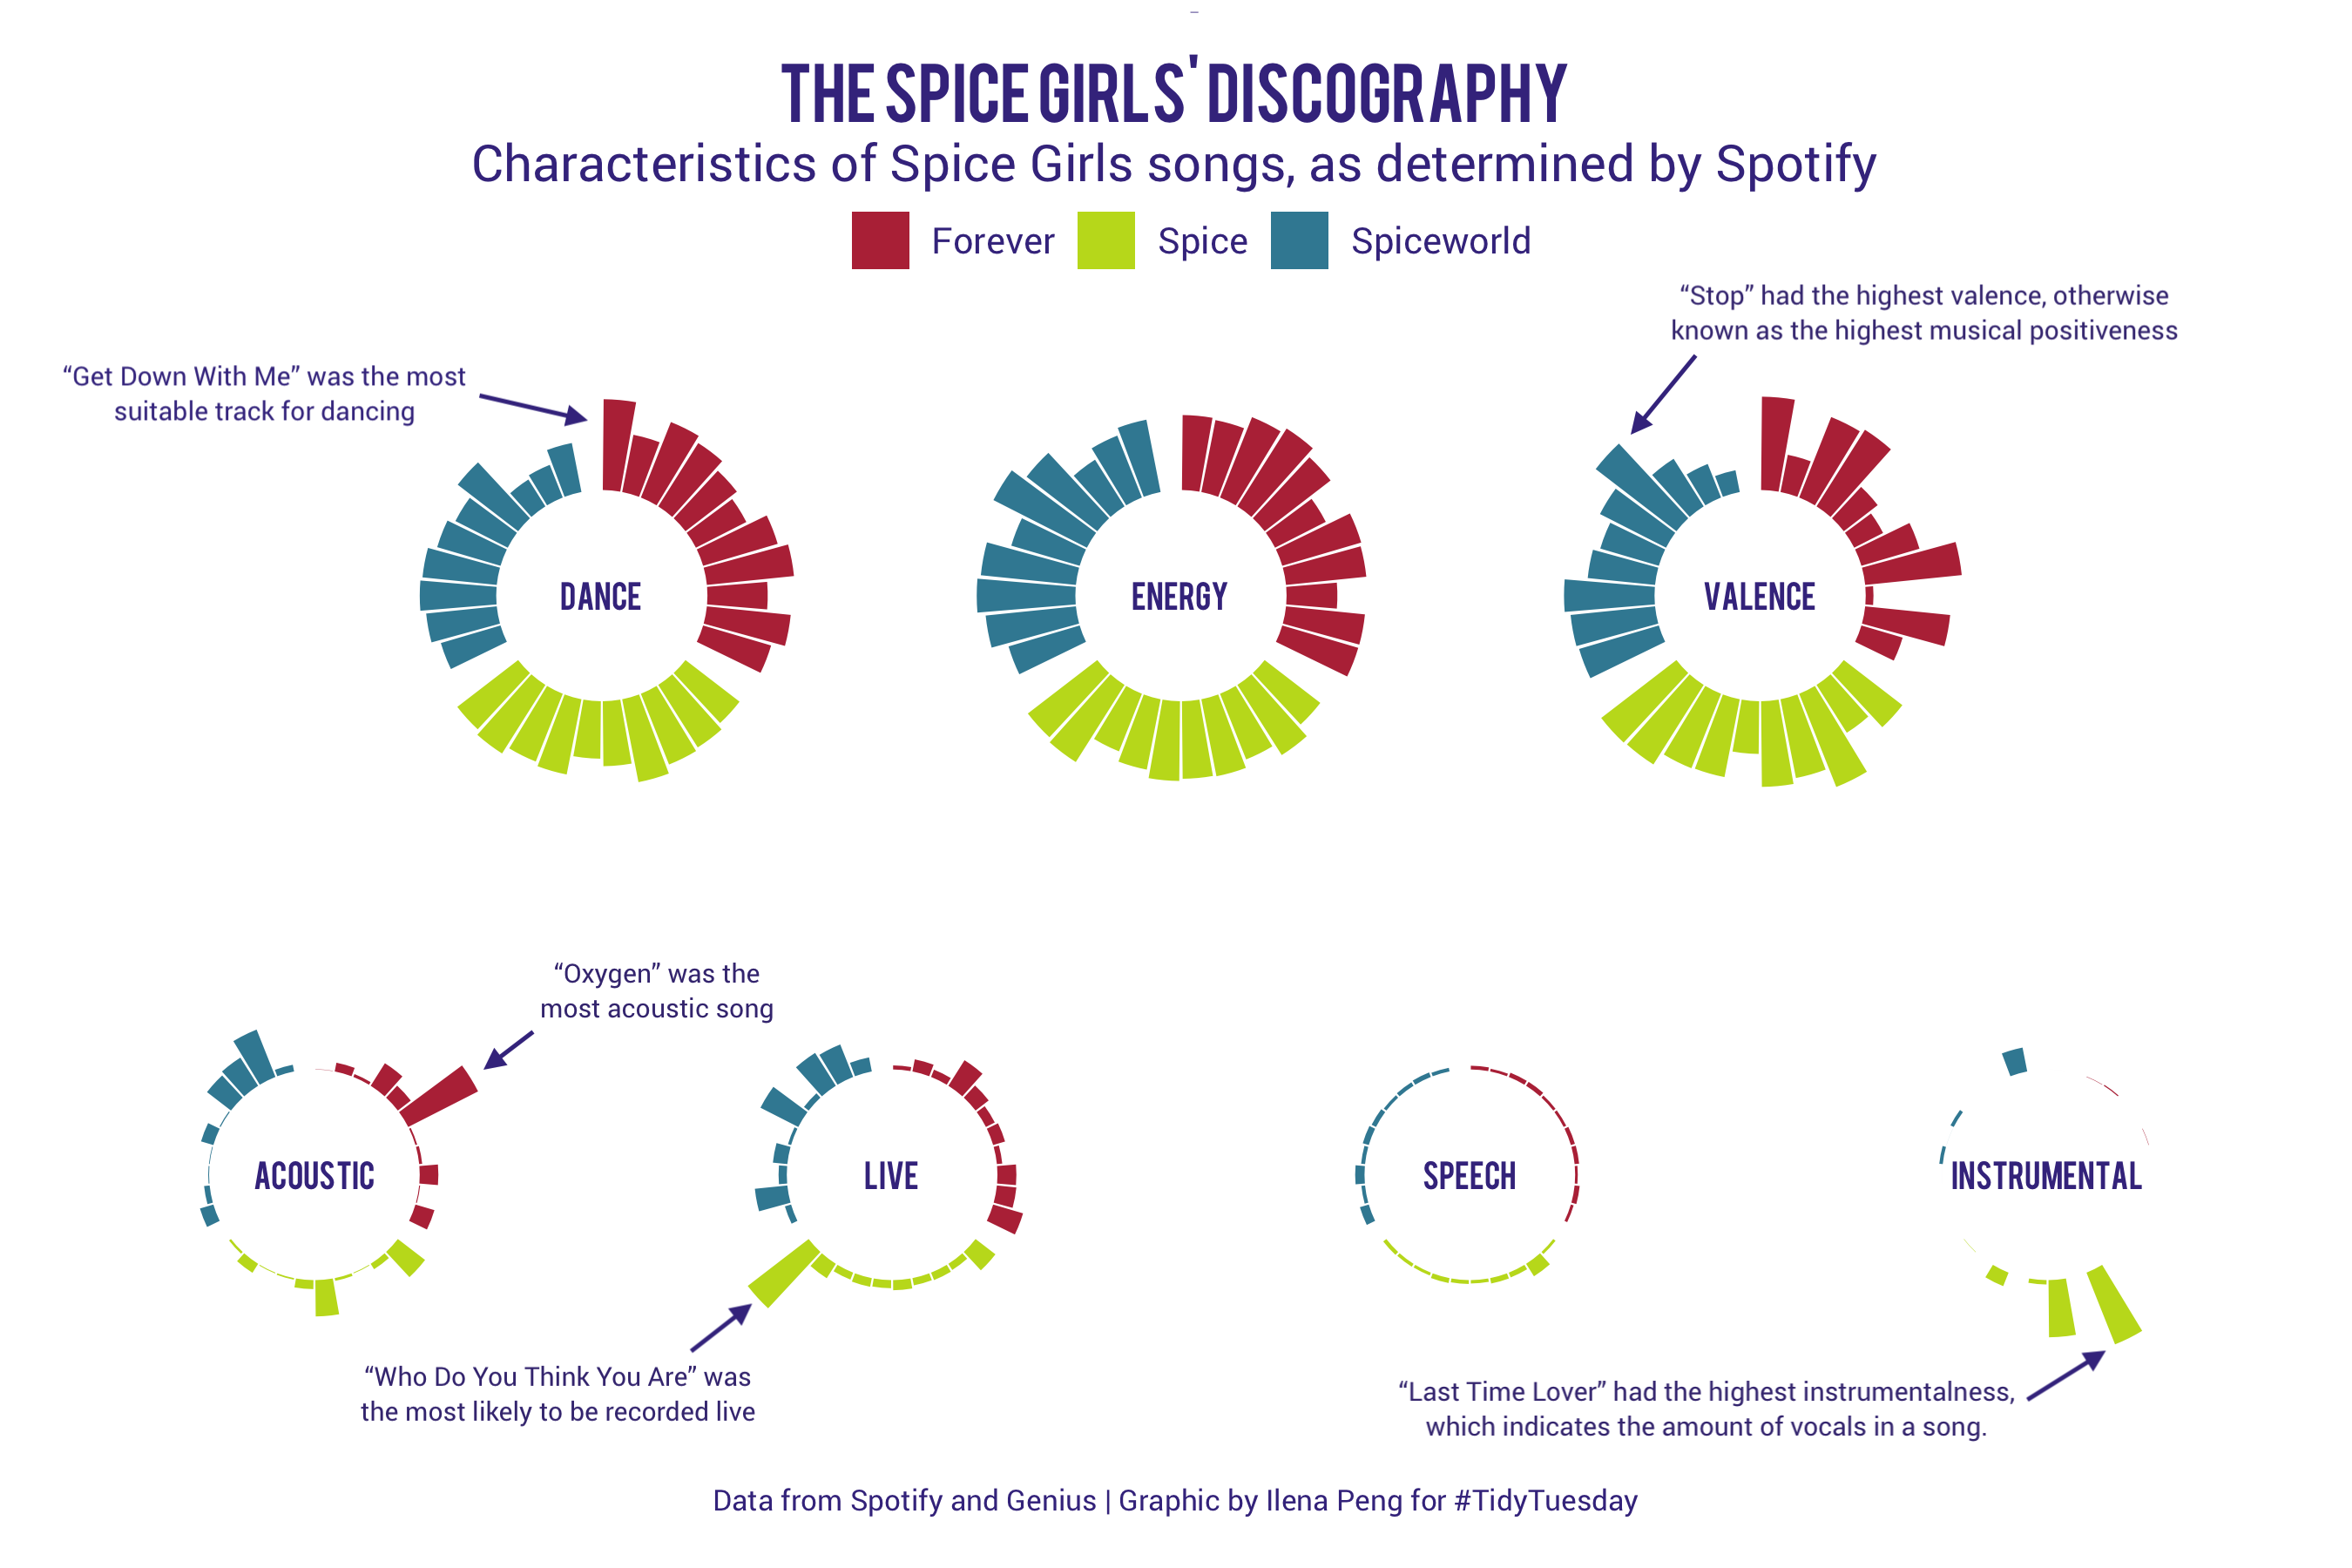 THE SPICE GIRLS' DISCOGRAPHY
Characteristics of Spice Girls songs, as determined by Spotify
Forever Spice Spiceworld
“Stop” had the highest valence, otherwise
known as the highest musical positiveness
“Get Down With Me” was the most
suitable track for dancing
DANCE
ENERGY
VALENCE
“Oxygen” was the
most acoustic song
ACOUSTIC
LIVE
SPEECH
INSTRUMENTAL
“Who Do You Think You Are” was
the most likely to be recorded live
“Last Time Lover” had the highest instrumentalness,
which indicates the amount of vocals in a song.
Data from Spotify and Genius | Graphic by Ilena Peng for #TidyTuesday